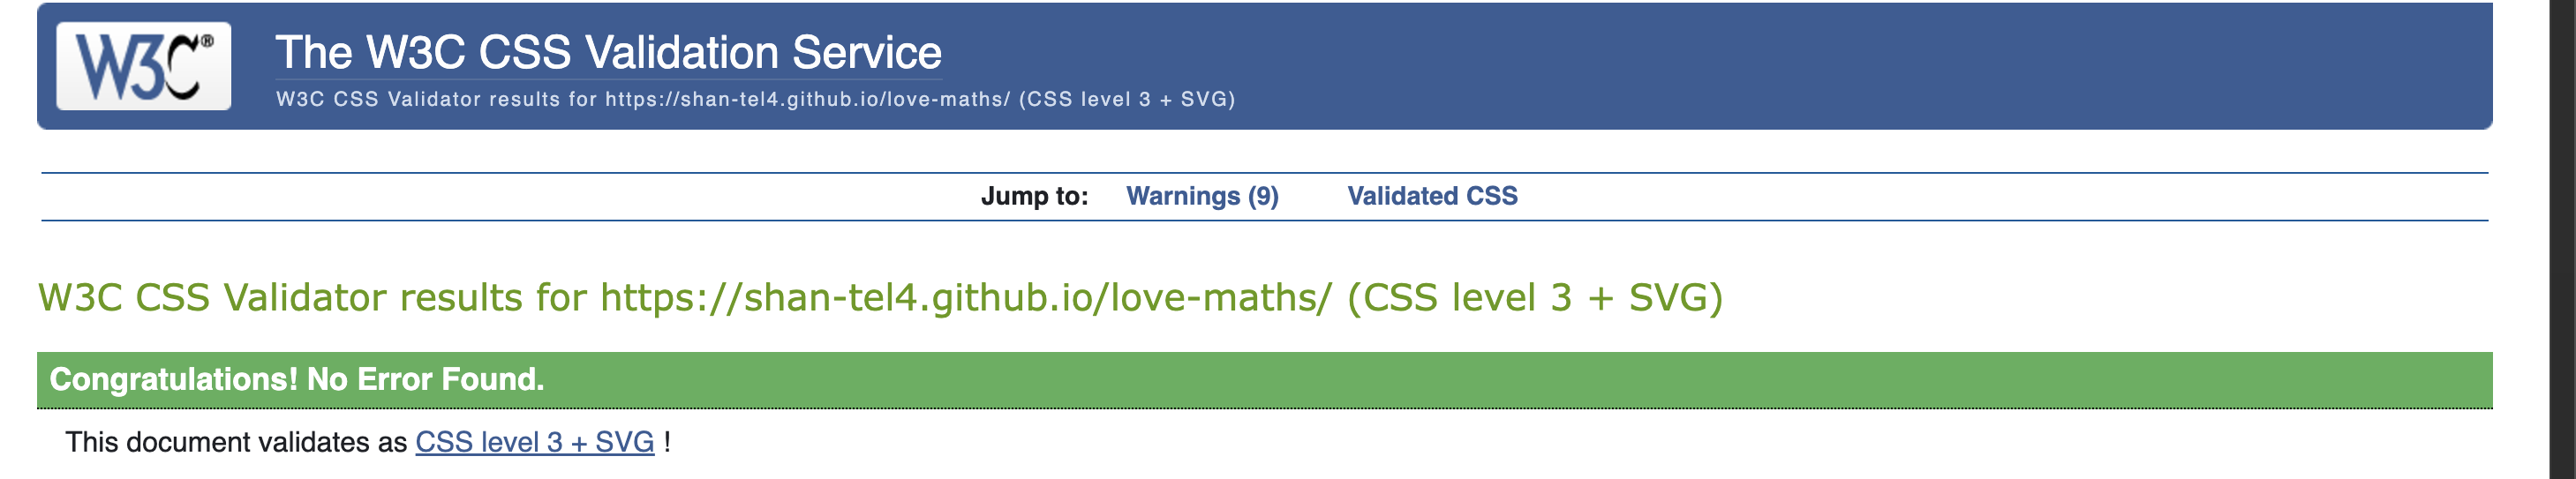 W3C®
The W3C CSS Validation Service
W3C CSS Validator results for https://shan-tel4.github.io/love-maths/ (CSS level 3 + SVG)
Jump to: Warnings (9) Validated CSS
W3C CSS Validator results for https://shan-tel4.github.io/love-maths/ (CSS level 3 + SVG)
Congratulations! No Error Found.
This document validates as CSS level 3 + SVG !